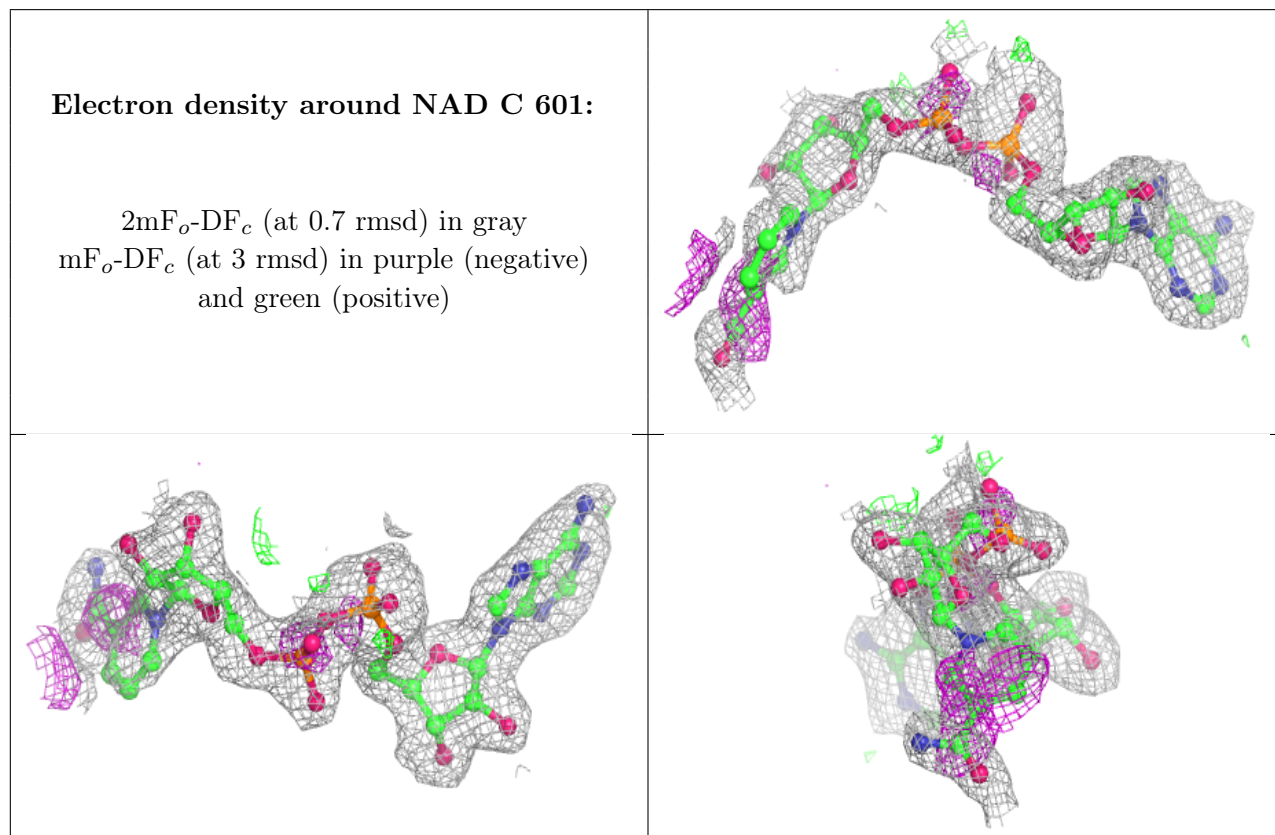 Electron density around NAD C 601:
2mFo-DFc (at 0.7 rmsd) in gray
mFo-DFc (at 3 rmsd) in purple (negative)
and green (positive)